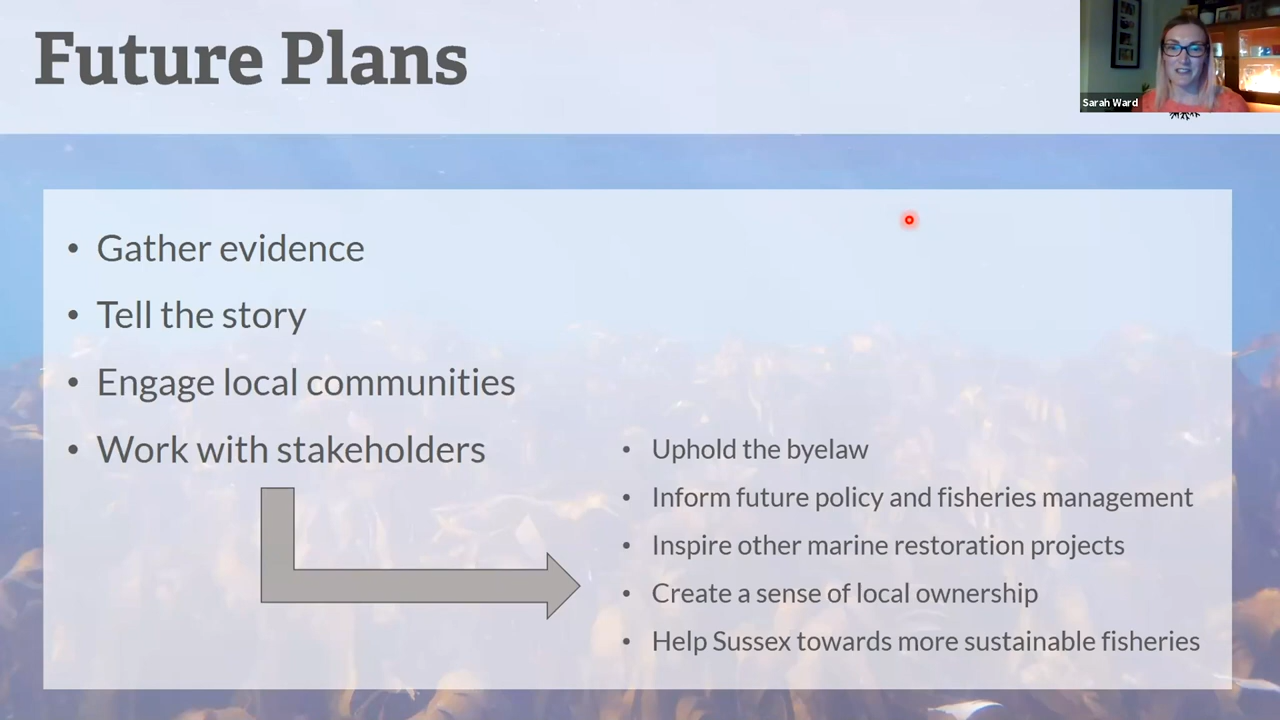 Future Plans
Sarah Ward
• Gather evidence
• Tell the story
• Engage local communities
• Work with stakeholders
• Uphold the byelaw
• Inform future policy and fisheries management
• Inspire other marine restoration projects
• Create a sense of local ownership
• Help Sussex towards more sustainable fisheries